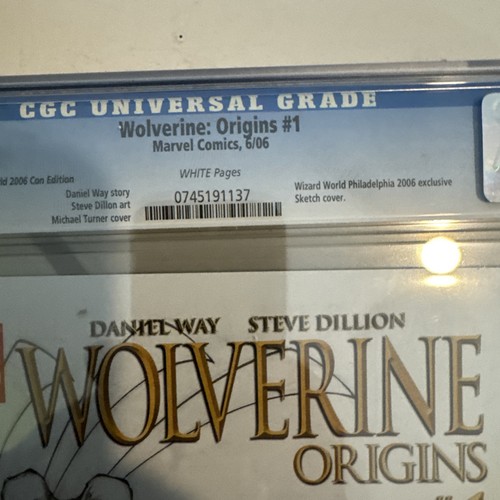 CGC UNIVERSAL GRADE
Wolverine: Origins #1
Marvel Comics, 6/06
2006 Con Edition
WHITE Pages
Daniel Way story
Steve Dillon art
Michael Turner cover
0745191137
Wizard World Philadelphia 2006 exclusive
Sketch cover.
DANIEL WAY STEVE DILLION
WOLVERINE
ORIGINS